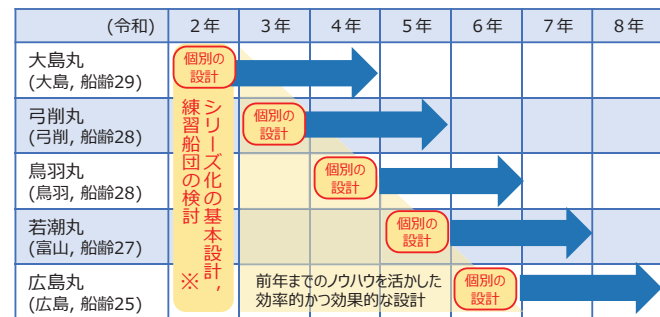 (令和) 2年 3年 4年 5年 6年 7年 8年
大島丸
(大島, 船齢29)
個別の
設計
弓削丸
(弓削, 船齢28)
個別の
設計
鳥羽丸
(鳥羽, 船齢28)
個別の
設計
若潮丸
(富山, 船齢27)
個別の
設計
広島丸
(広島, 船齢25)
個別の
設計
シリーズ化の基本設計,
練習船団の検討 ※
前年までのノウハウを活かした
効率的かつ効果的な設計